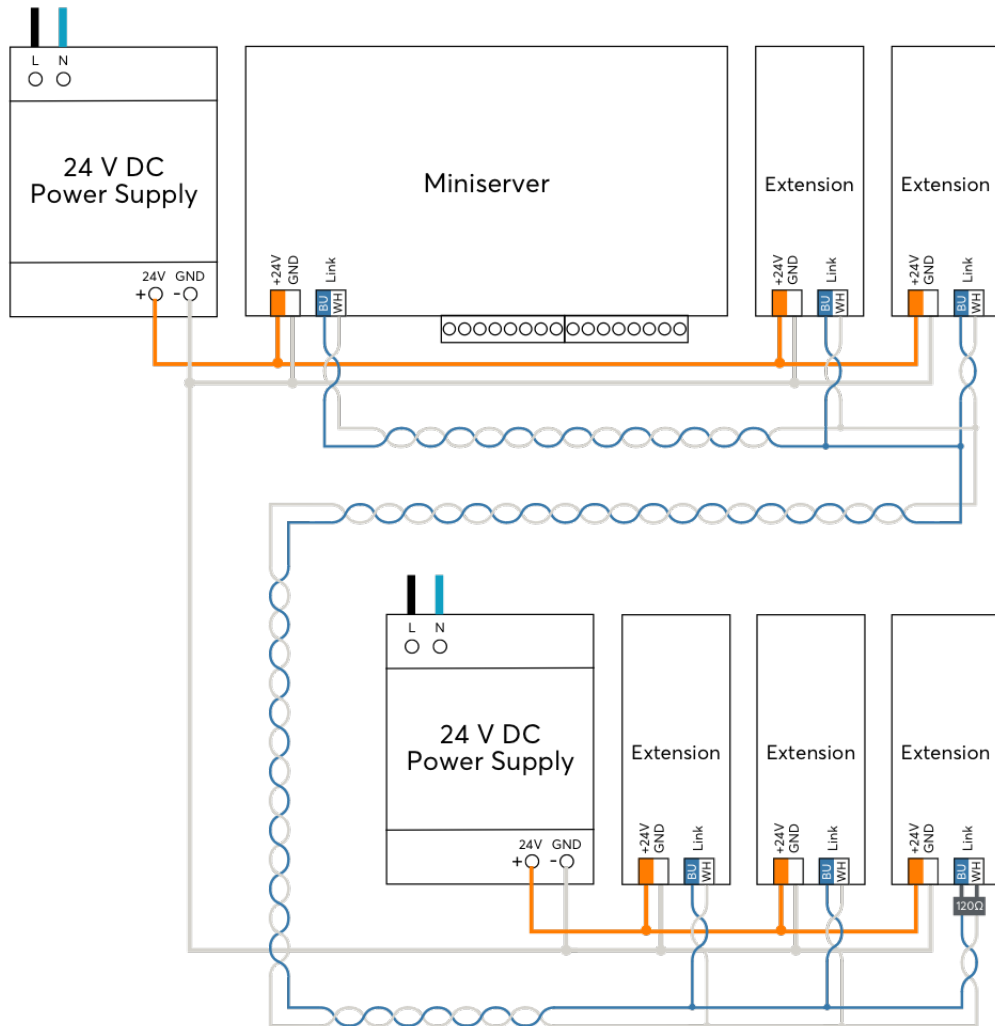 L N
24 V DC
Power Supply
24V GND
+ -
Miniserver
+24V
GND
Link
BU
WH
Extension
+24V
GND
Link
BU
WH
Extension
+24V
GND
Link
BU
WH
L N
24 V DC
Power Supply
24V GND
+ -
Extension
+24V
GND
Link
BU
WH
Extension
+24V
GND
Link
BU
WH
Extension
+24V
GND
Link
BU
WH
120Ω